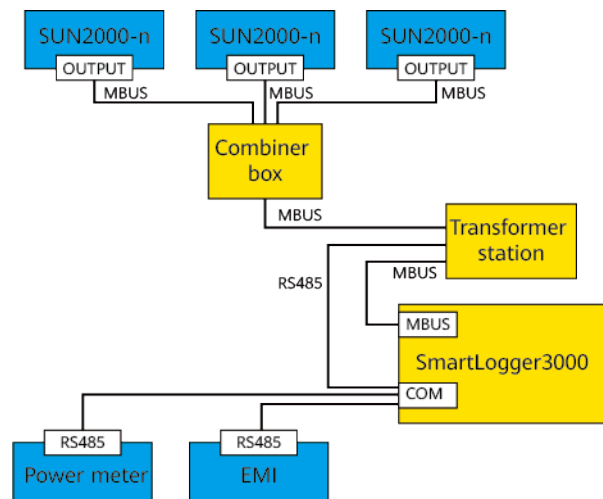 SUN2000-n
SUN2000-n
SUN2000-n
OUTPUT
OUTPUT
OUTPUT
MBUS
MBUS
MBUS
Combiner
box
MBUS
Transformer
station
MBUS
RS485
MBUS
SmartLogger3000
COM
RS485
RS485
Power meter
EMI